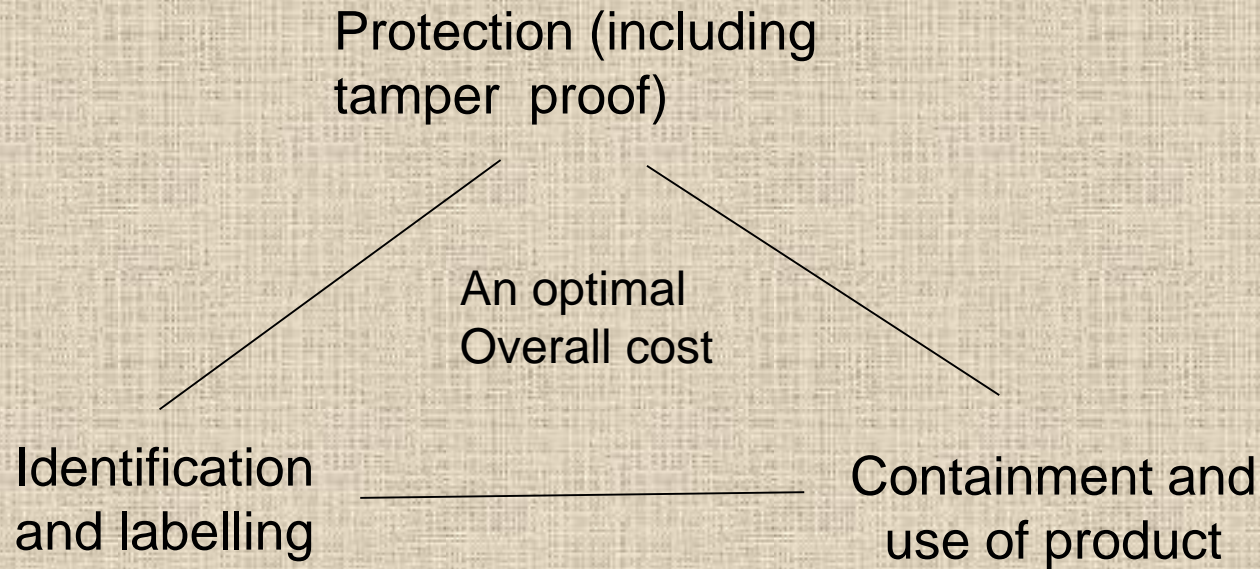 Protection (including
tamper proof)
An optimal
Overall cost
Identification
and labelling
Containment and
use of product